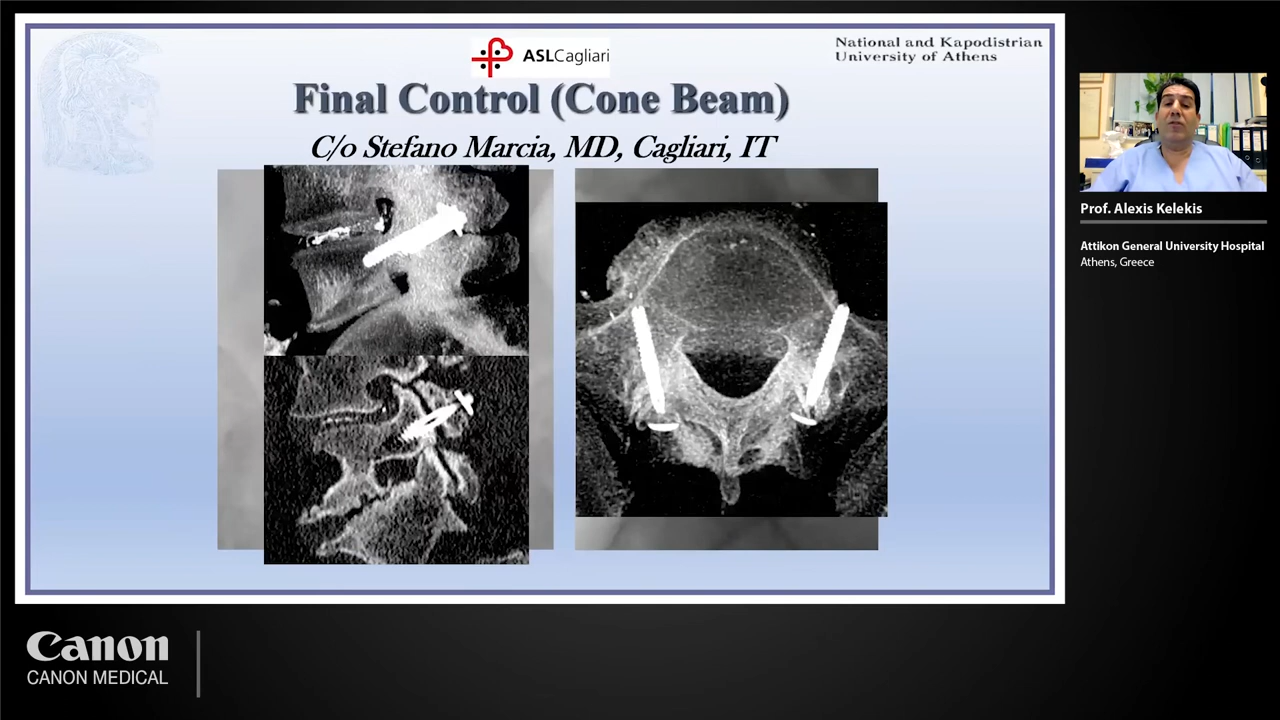 ASLCagliari
National and Kapodistrian
University of Athens
Final Control (Cone Beam)
C/o Stefano Marcia, MD, Cagliari, IT
Prof. Alexis Kelekis
Attikon General University Hospital
Athens, Greece
Canon
CANON MEDICAL